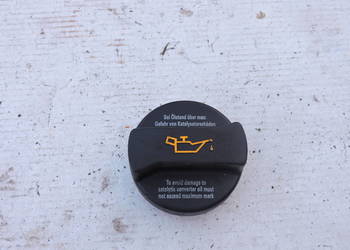 Bei Ölstand über max:
Gefahr von Katalysatorschäden
To avoid damage to
catalytic converter oil must
not exceed maximum mark